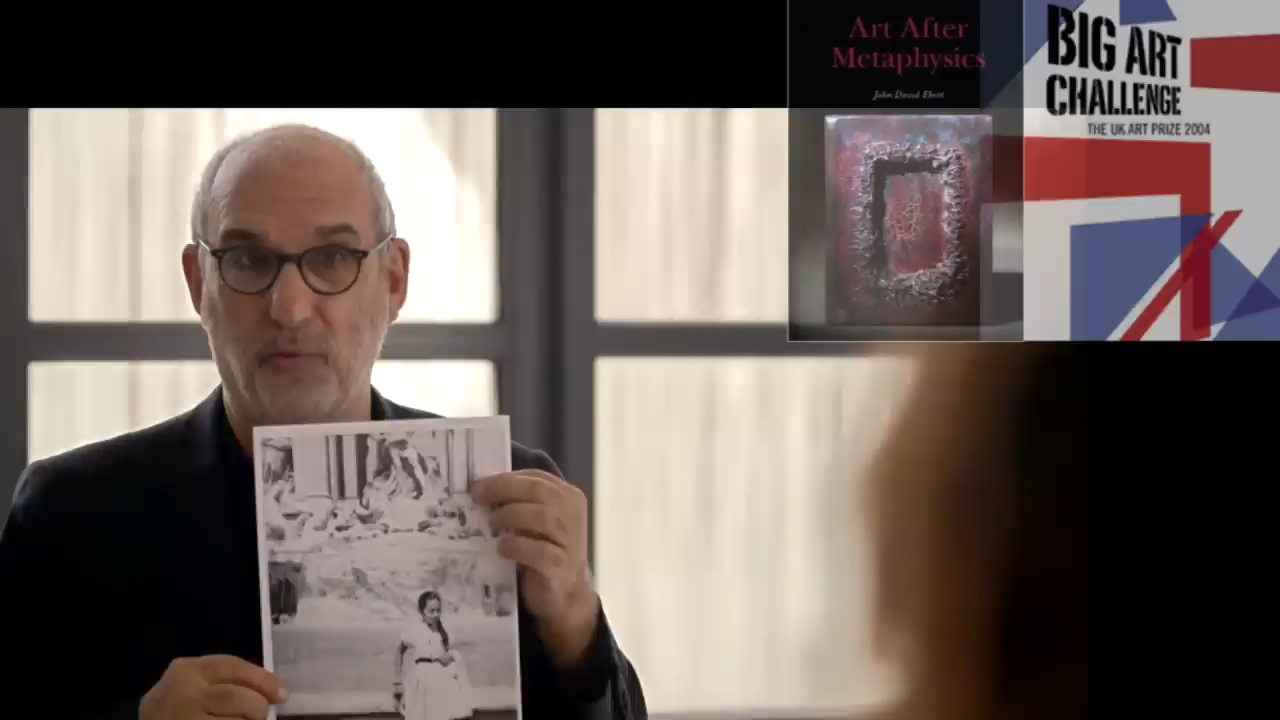 Art After
Metaphysics
John David Ebert
BIG ART
CHALLENGE
THE UK ART PRIZE 2004